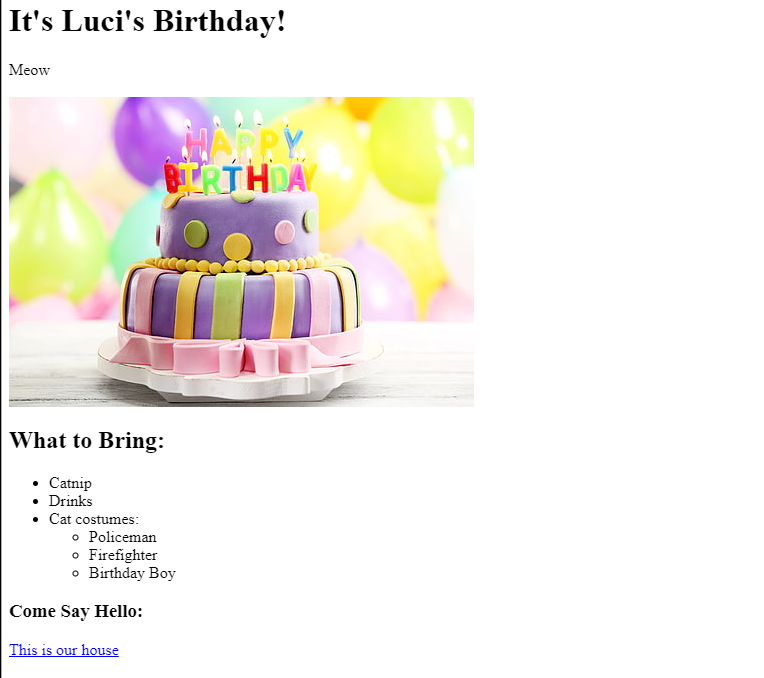 It's Luci's Birthday!
Meow
HAPPY
BIRTHDAY
What to Bring:
Catnip
Drinks
Cat costumes:
Policeman
Firefighter
Birthday Boy
Come Say Hello:
This is our house